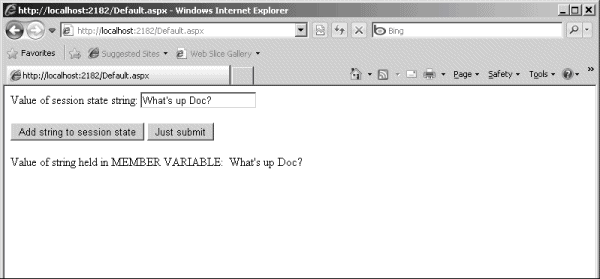 http://localhost:2182/Default.aspx - Windows Internet Explorer
http://localhost:2182/Default.aspx
Bing
Favorites
Suggested Sites
Web Slice Gallery
http://localhost:2182/Default.aspx
Page
Safety
Tools
Value of session state string: What's up Doc?
Add string to session state Just submit
Value of string held in MEMBER VARIABLE: What's up Doc?